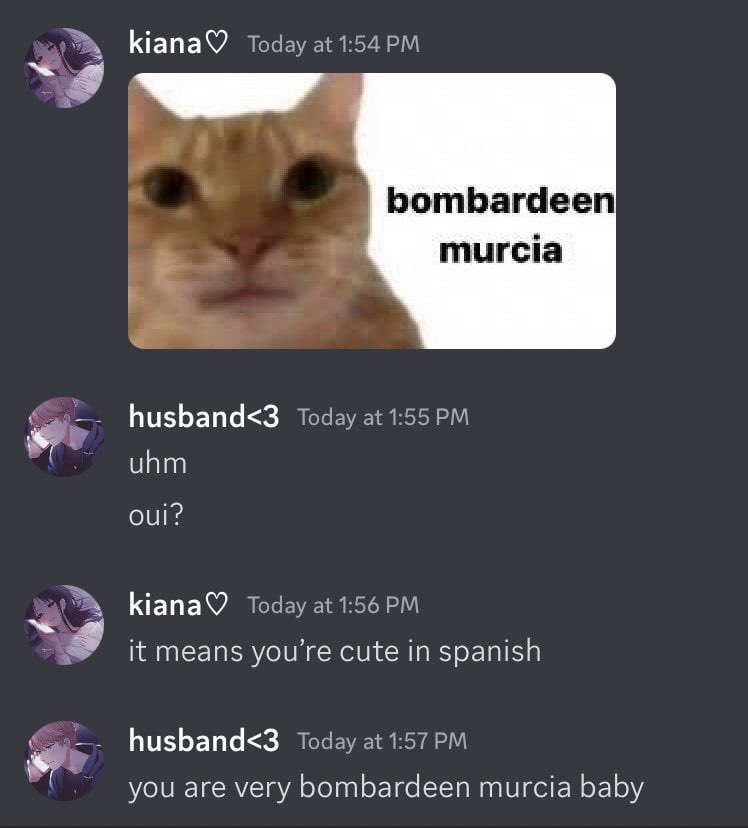 kiana♡ Today at 1:54 PM
bombardeen
murcia
husband<3 Today at 1:55 PM
uhm
oui?
kiana♡ Today at 1:56 PM
it means you’re cute in spanish
husband<3 Today at 1:57 PM
you are very bombardeen murcia baby